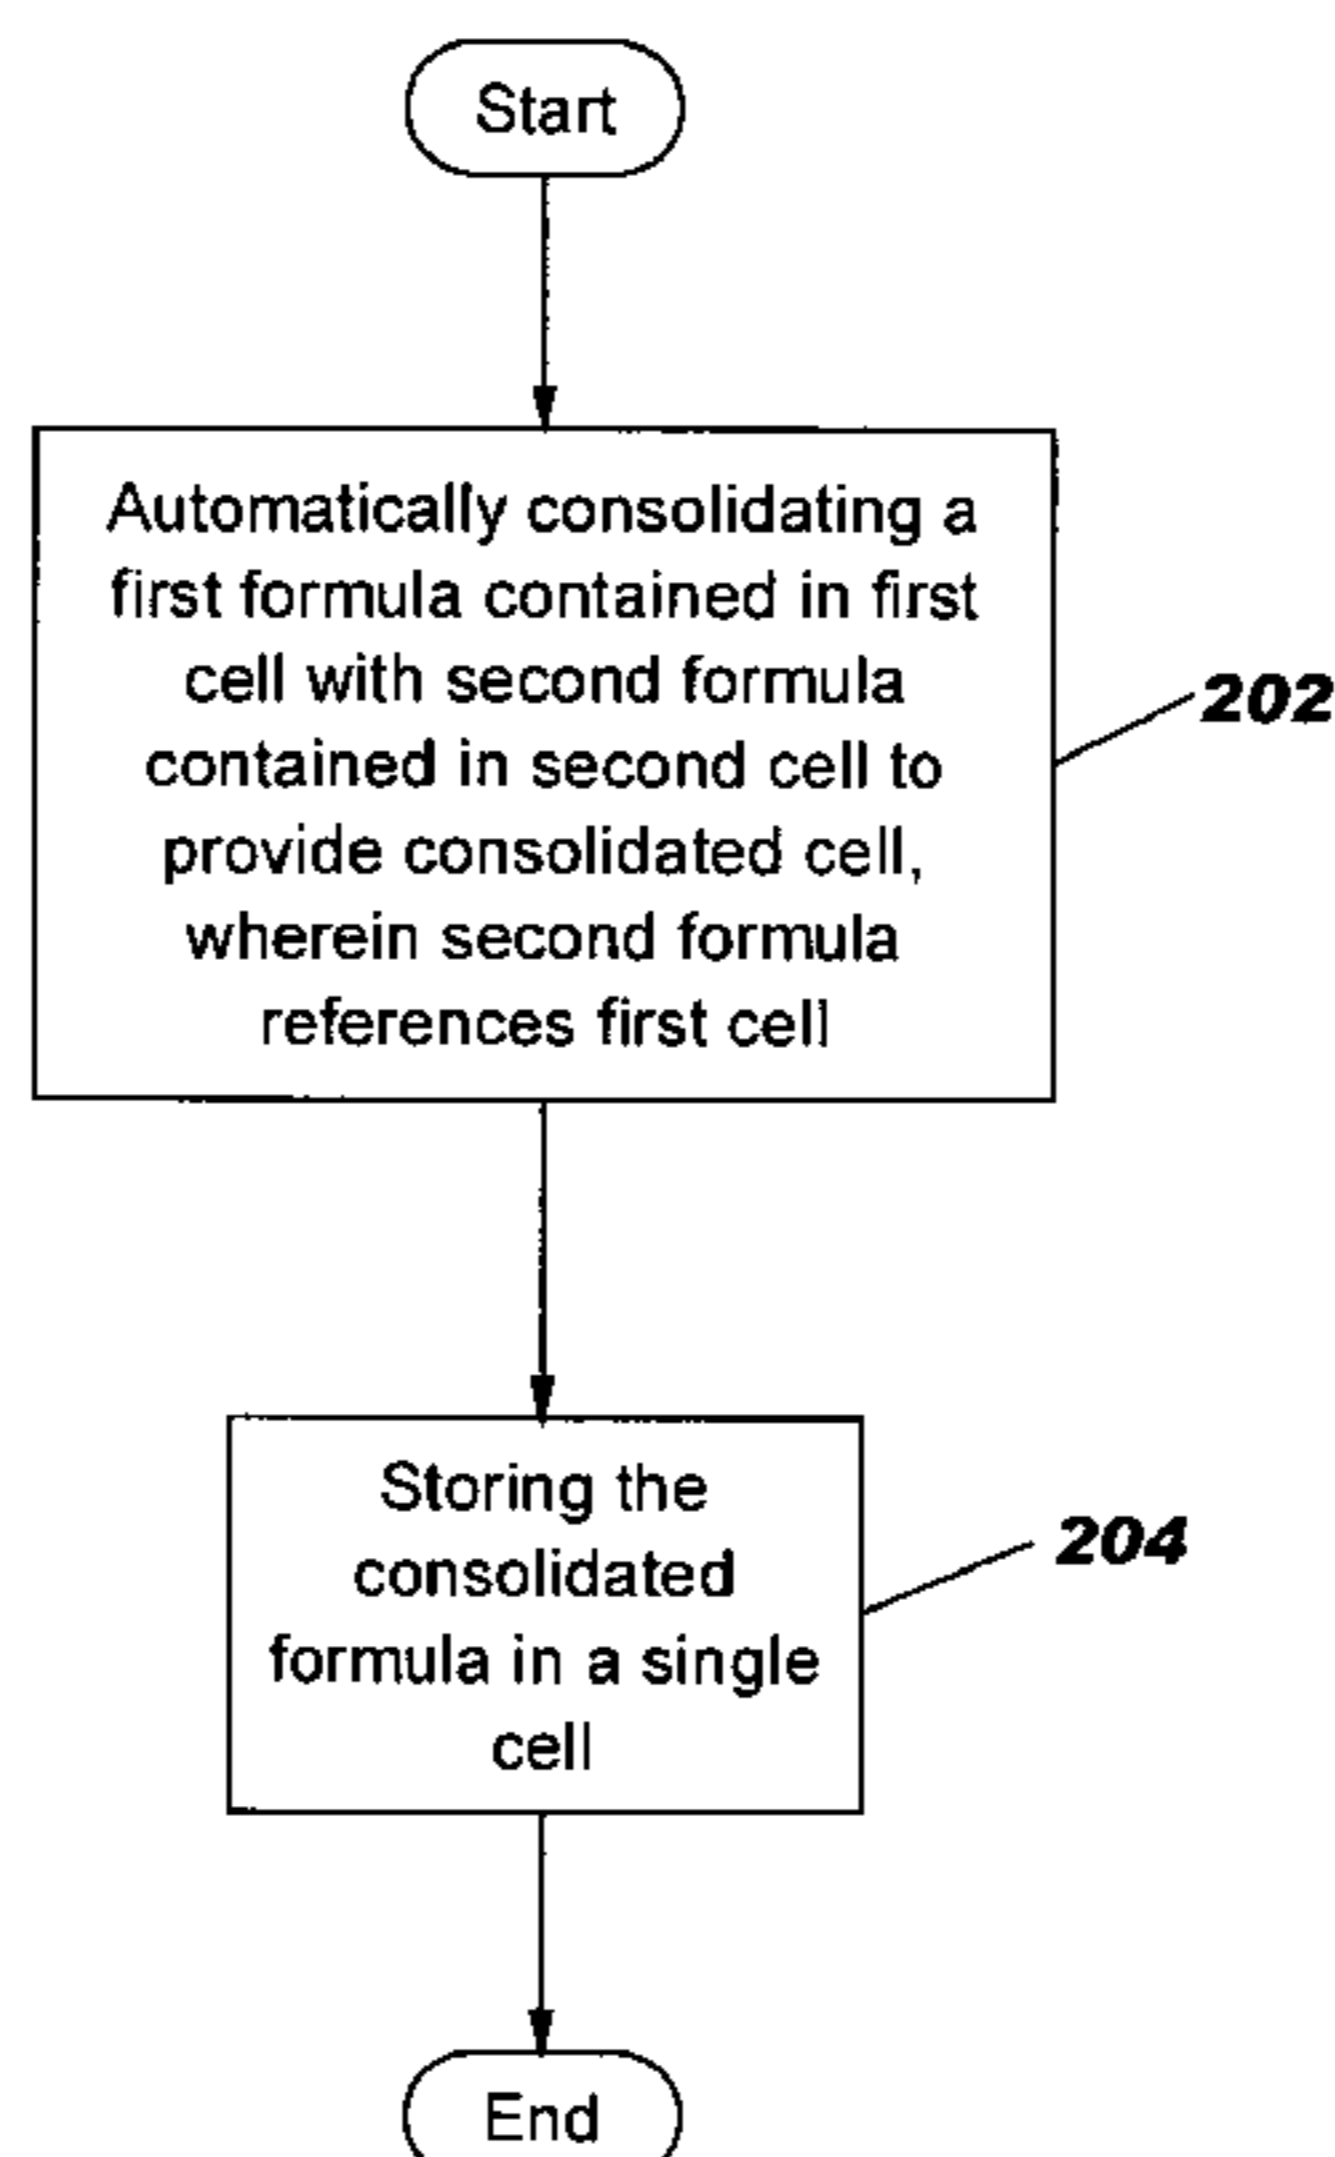 Start
Automatically consolidating a
first formula contained in first
cell with second formula
contained in second cell to
provide consolidated cell,
wherein second formula
references first cell
202
Storing the
consolidated
formula in a single
cell
204
End